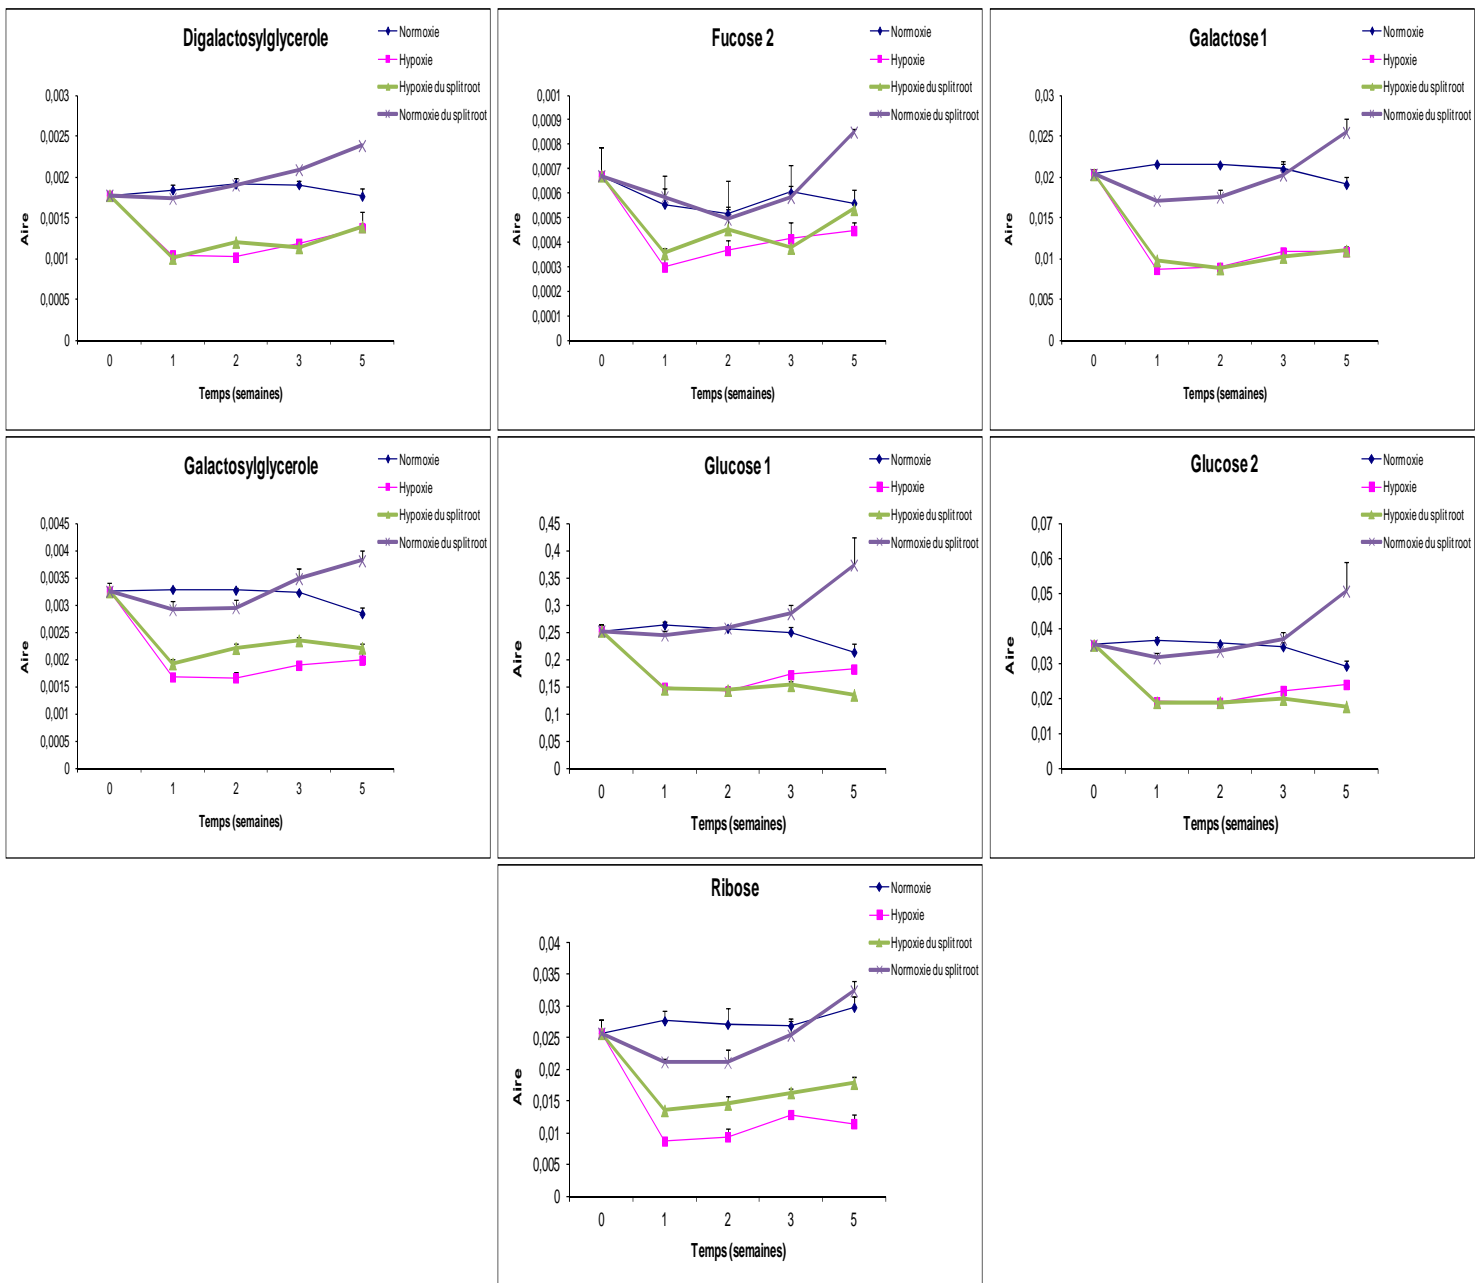 Digalactosylglycerole
Normoxie
Hypoxie
Hypoxie du split root
Normoxie du split root
0,003
0,0025
0,002
0,0015
0,001
0,0005
0
Aire
0 1 2 3 5
Temps (semaines)
Fucose 2
Normoxie
Hypoxie
Hypoxie du split root
Normoxie du split root
0,001
0,0009
0,0008
0,0007
0,0006
0,0005
0,0004
0,0003
0,0002
0,0001
0
Aire
0 1 2 3 5
Temps (semaines)
Galactose 1
Normoxie
Hypoxie
Hypoxie du split root
Normoxie du split root
0,03
0,025
0,02
0,015
0,01
0,005
0
Aire
0 1 2 3 5
Temps (semaines)
Galactosylglycerole
Normoxie
Hypoxie
Hypoxie du split root
Normoxie du split root
0,0045
0,004
0,0035
0,003
0,0025
0,002
0,0015
0,001
0,0005
0
Aire
0 1 2 3 5
Temps (semaines)
Glucose 1
Normoxie
Hypoxie
Hypoxie du split root
Normoxie du split root
0,45
0,4
0,35
0,3
0,25
0,2
0,15
0,1
0,05
0
Aire
0 1 2 3 5
Temps (semaines)
Glucose 2
Normoxie
Hypoxie
Hypoxie du split root
Normoxie du split root
0,07
0,06
0,05
0,04
0,03
0,02
0,01
0
Aire
0 1 2 3 5
Temps (semaines)
Ribose
Normoxie
Hypoxie
Hypoxie du split root
Normoxie du split root
0,04
0,035
0,03
0,025
0,02
0,015
0,01
0,005
0
Aire
0 1 2 3 5
Temps (semaines)